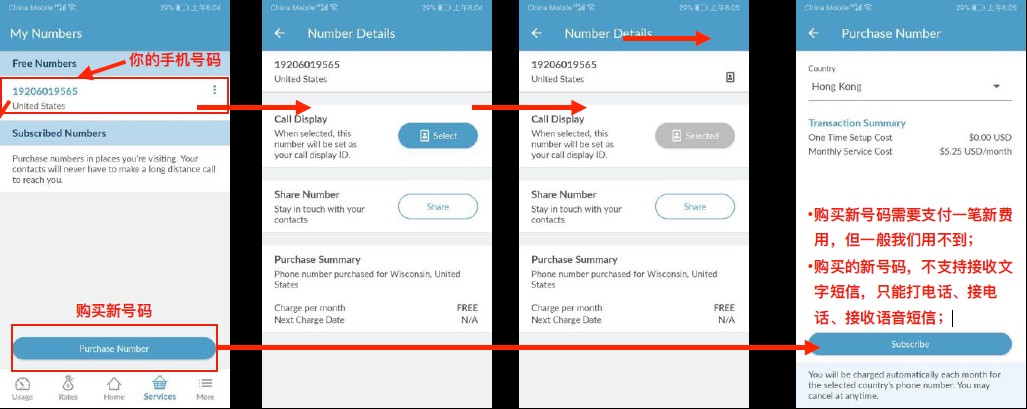 China Mobile 29% 上午8:04
My Numbers
Free Numbers
你的手机号码
19206019565
United States
Subscribed Numbers
Purchase numbers in places you're visiting. Your
contacts will never have to make a long distance call
to reach you.
购买新号码
Purchase Number
Usage
Rates
Home
Services
More
China Mobile 29% 上午8:04
Number Details
19206019565
United States
Call Display
When selected, this
number will be set as
your call display ID.
Select
Share Number
Stay in touch with your
contacts
Share
Purchase Summary
Phone number purchased for Wisconsin, United
States
Charge per month FREE
Next Charge Date N/A
China Mobile 29% 上午8:05
Number Details
19206019565
United States
Call Display
When selected, this
number will be set as
your call display ID.
Selected
Share Number
Stay in touch with your
contacts
Share
Purchase Summary
Phone number purchased for Wisconsin, United
States
Charge per month FREE
Next Charge Date N/A
China Mobile 29% 上午8:05
Purchase Number
Country
Hong Kong
Transaction Summary
One Time Setup Cost $0.00 USD
Monthly Service Cost $5.25 USD/month
•购买新号码需要支付一笔新费
用，但一般我们用不到；
•购买的新号码，不支持接收文
字短信，只能打电话、接电
话、接收语音短信；
Subscribe
You will be charged automatically each month for
the selected country's phone number. You may
cancel at anytime.